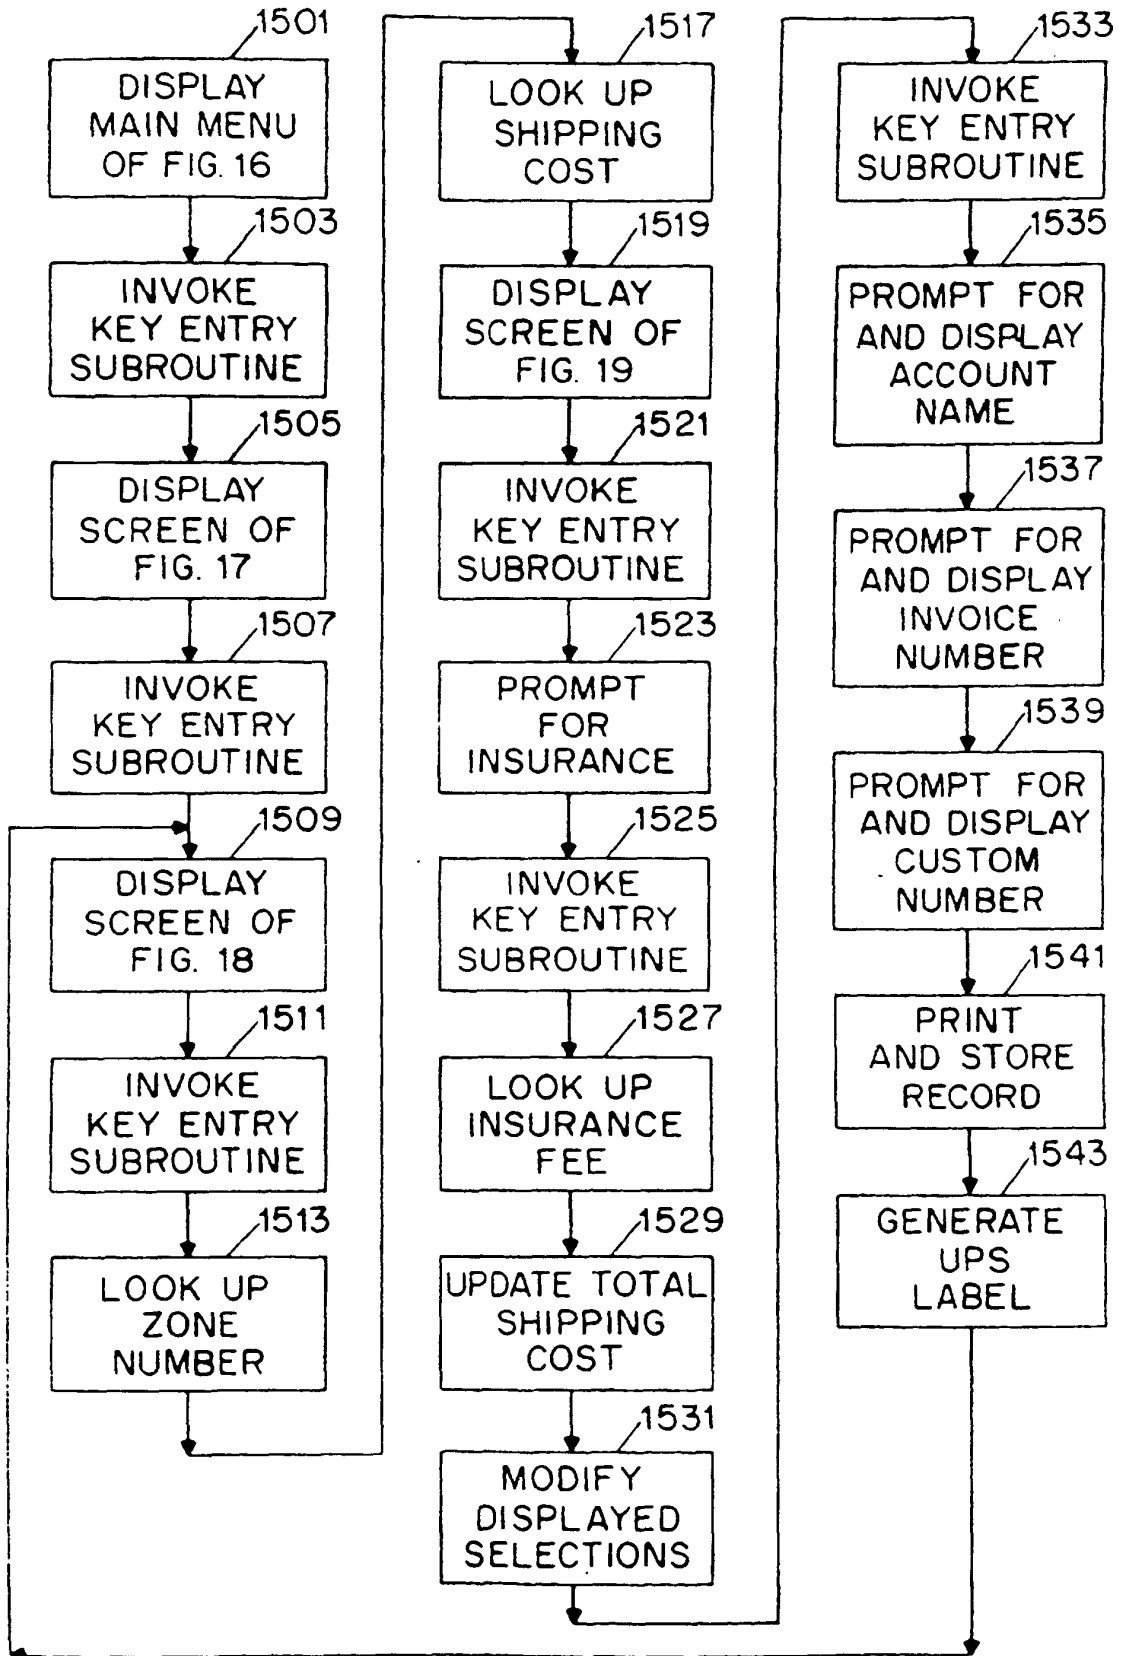 1501
DISPLAY
MAIN MENU
OF FIG. 16
1503
INVOKE
KEY ENTRY
SUBROUTINE
1505
DISPLAY
SCREEN OF
FIG. 17
1507
INVOKE
KEY ENTRY
SUBROUTINE
1509
DISPLAY
SCREEN OF
FIG. 18
1511
INVOKE
KEY ENTRY
SUBROUTINE
1513
LOOK UP
ZONE
NUMBER
1517
LOOK UP
SHIPPING
COST
1519
DISPLAY
SCREEN OF
FIG. 19
1521
INVOKE
KEY ENTRY
SUBROUTINE
1523
PROMPT
FOR
INSURANCE
1525
INVOKE
KEY ENTRY
SUBROUTINE
1527
LOOK UP
INSURANCE
FEE
1529
UPDATE TOTAL
SHIPPING
COST
1531
MODIFY
DISPLAYED
SELECTIONS
1533
INVOKE
KEY ENTRY
SUBROUTINE
1535
PROMPT FOR
AND DISPLAY
ACCOUNT
NAME
1537
PROMPT FOR
AND DISPLAY
INVOICE
NUMBER
1539
PROMPT FOR
AND DISPLAY
CUSTOM
NUMBER
1541
PRINT
AND STORE
RECORD
1543
GENERATE
UPS
LABEL